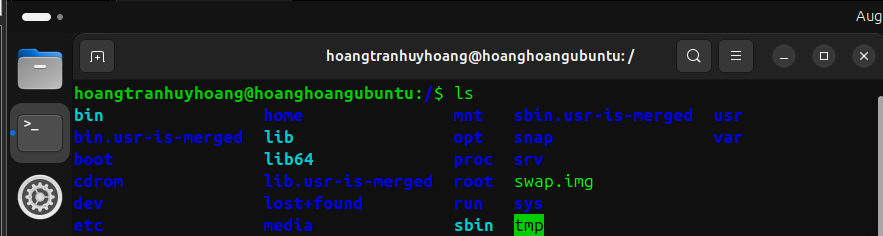 Aug
hoangtranhuyhoang@hoanghoangubuntu: /
hoangtranhuyhoang@hoanghoangubuntu:/$ ls
bin home mnt sbin.usr-is-merged usr
bin.usr-is-merged lib opt snap var
boot lib64 proc srv
cdrom lib.usr-is-merged root swap.img
dev lost+found run sys
etc media sbin tmp
>_